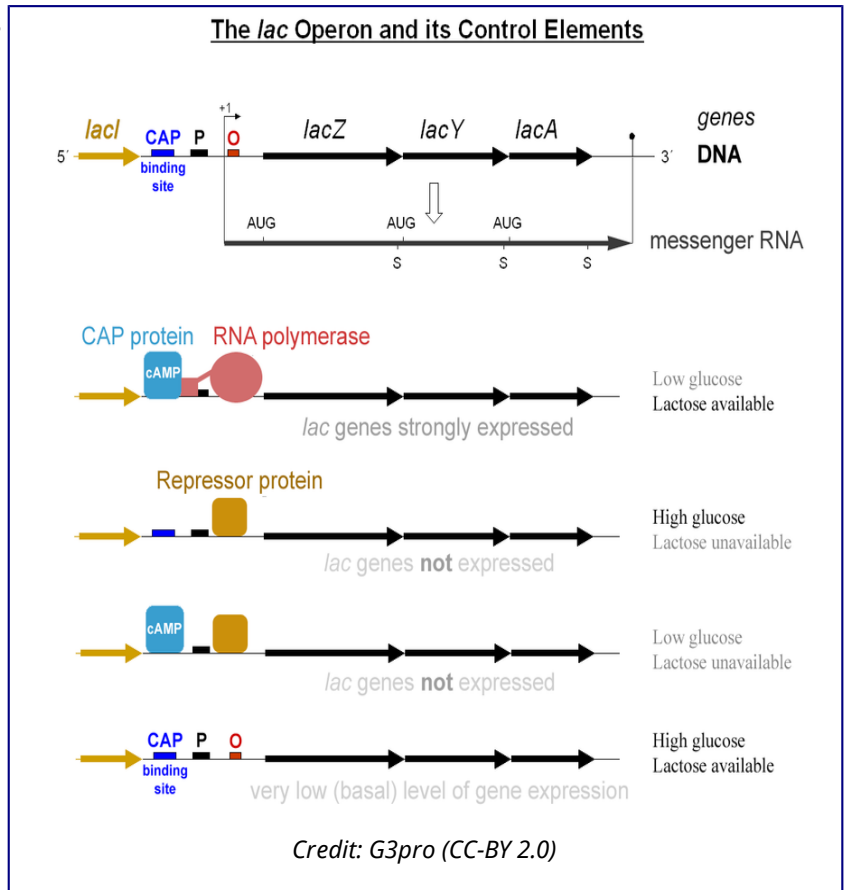 The lac Operon and its Control Elements
+1
lacI CAP P O lacZ lacY lacA genes
5´ 3´ DNA
binding
site
AUG AUG AUG
messenger RNA
S S S
CAP protein RNA polymerase
cAMP
Low glucose
Lactose available
lac genes strongly expressed
Repressor protein
High glucose
Lactose unavailable
lac genes not expressed
cAMP
Low glucose
Lactose unavailable
lac genes not expressed
CAP P O
High glucose
Lactose available
binding
site
very low (basal) level of gene expression
Credit: G3pro (CC-BY 2.0)